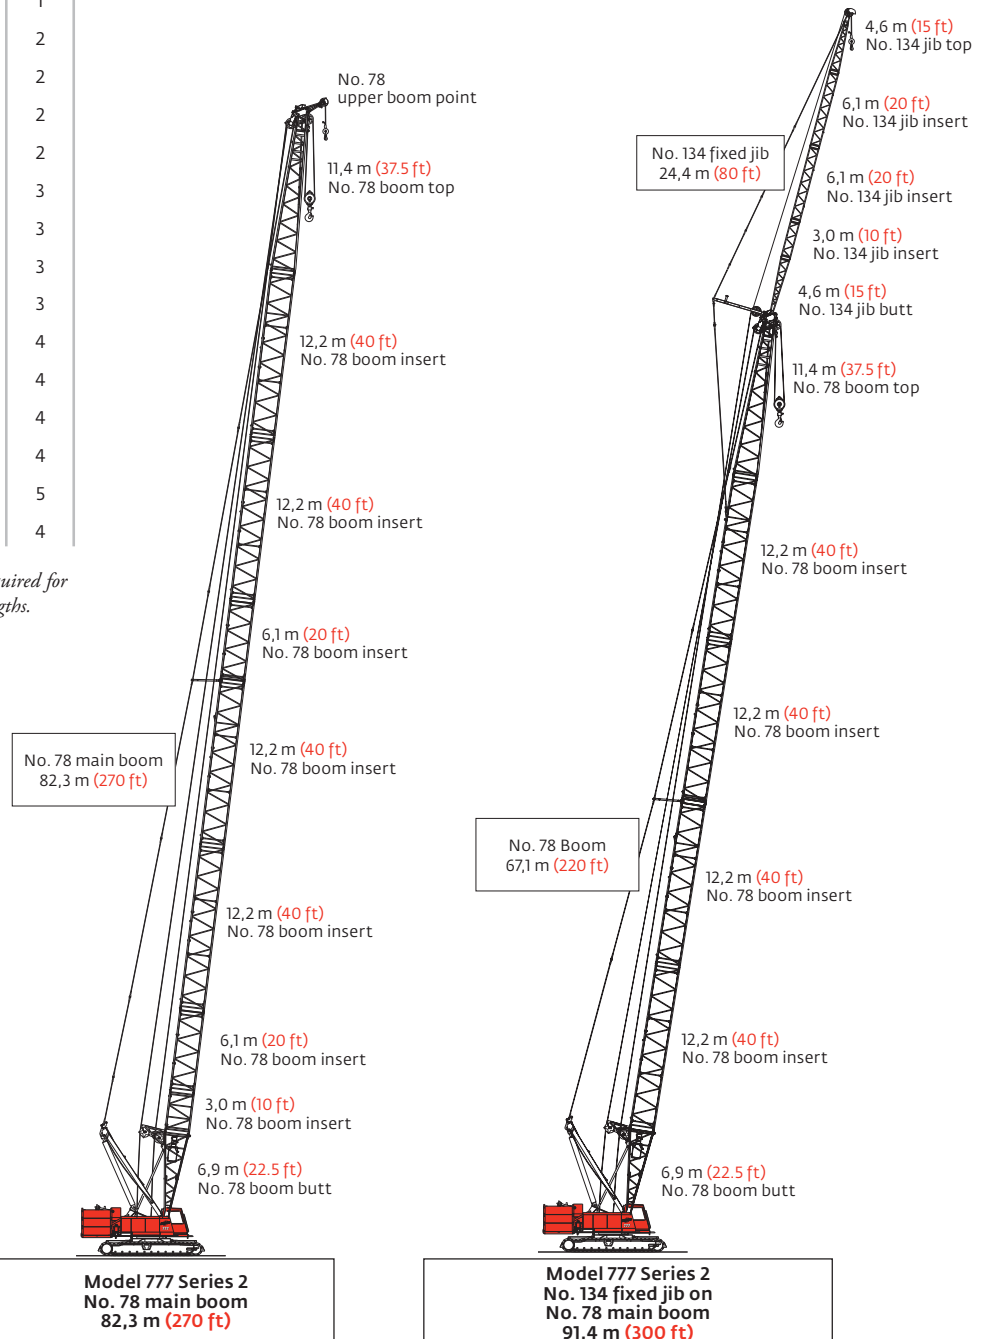 1
2
2
2
2
3
3
3
3
4
4
4
4
5
4
uired for
gths.
No. 78
upper boom point
11,4 m (37.5 ft)
No. 78 boom top
12,2 m (40 ft)
No. 78 boom insert
12,2 m (40 ft)
No. 78 boom insert
6,1 m (20 ft)
No. 78 boom insert
No. 78 main boom
82,3 m (270 ft)
12,2 m (40 ft)
No. 78 boom insert
12,2 m (40 ft)
No. 78 boom insert
6,1 m (20 ft)
No. 78 boom insert
3,0 m (10 ft)
No. 78 boom insert
6,9 m (22.5 ft)
No. 78 boom butt
777
Model 777 Series 2
No. 78 main boom
82,3 m (270 ft)
4,6 m (15 ft)
No. 134 jib top
6,1 m (20 ft)
No. 134 jib insert
No. 134 fixed jib
24,4 m (80 ft)
6,1 m (20 ft)
No. 134 jib insert
3,0 m (10 ft)
No. 134 jib insert
4,6 m (15 ft)
No. 134 jib butt
11,4 m (37.5 ft)
No. 78 boom top
12,2 m (40 ft)
No. 78 boom insert
12,2 m (40 ft)
No. 78 boom insert
No. 78 Boom
67,1 m (220 ft)
12,2 m (40 ft)
No. 78 boom insert
12,2 m (40 ft)
No. 78 boom insert
6,9 m (22.5 ft)
No. 78 boom butt
777
Model 777 Series 2
No. 134 fixed jib on
No. 78 main boom
91,4 m (300 ft)